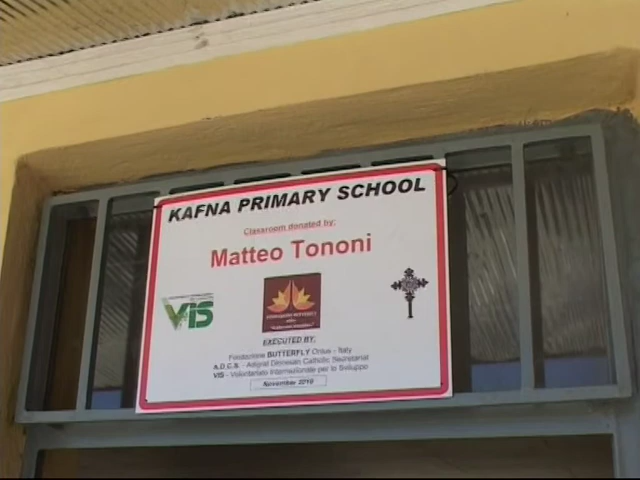 KAFNA PRIMARY SCHOOL
Classroom donated by:
Matteo Tononi
VIS
EXECUTED BY:
Fondazione BUTTERFLY Onlus - Italy
A.D.C.S. - Adigrat Diocesan Catholic Secretariat
VIS - Volontariato Internazionale per lo Sviluppo
November 2010